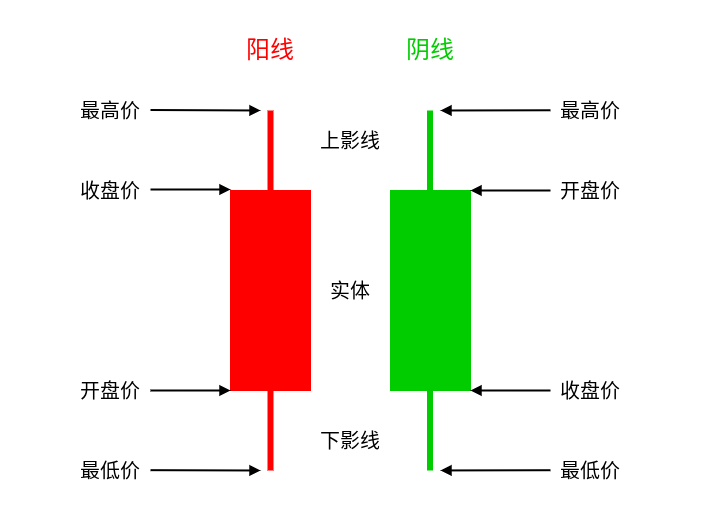 阳线 阴线
最高价 最高价
上影线
收盘价 开盘价
实体
开盘价 收盘价
下影线
最低价 最低价